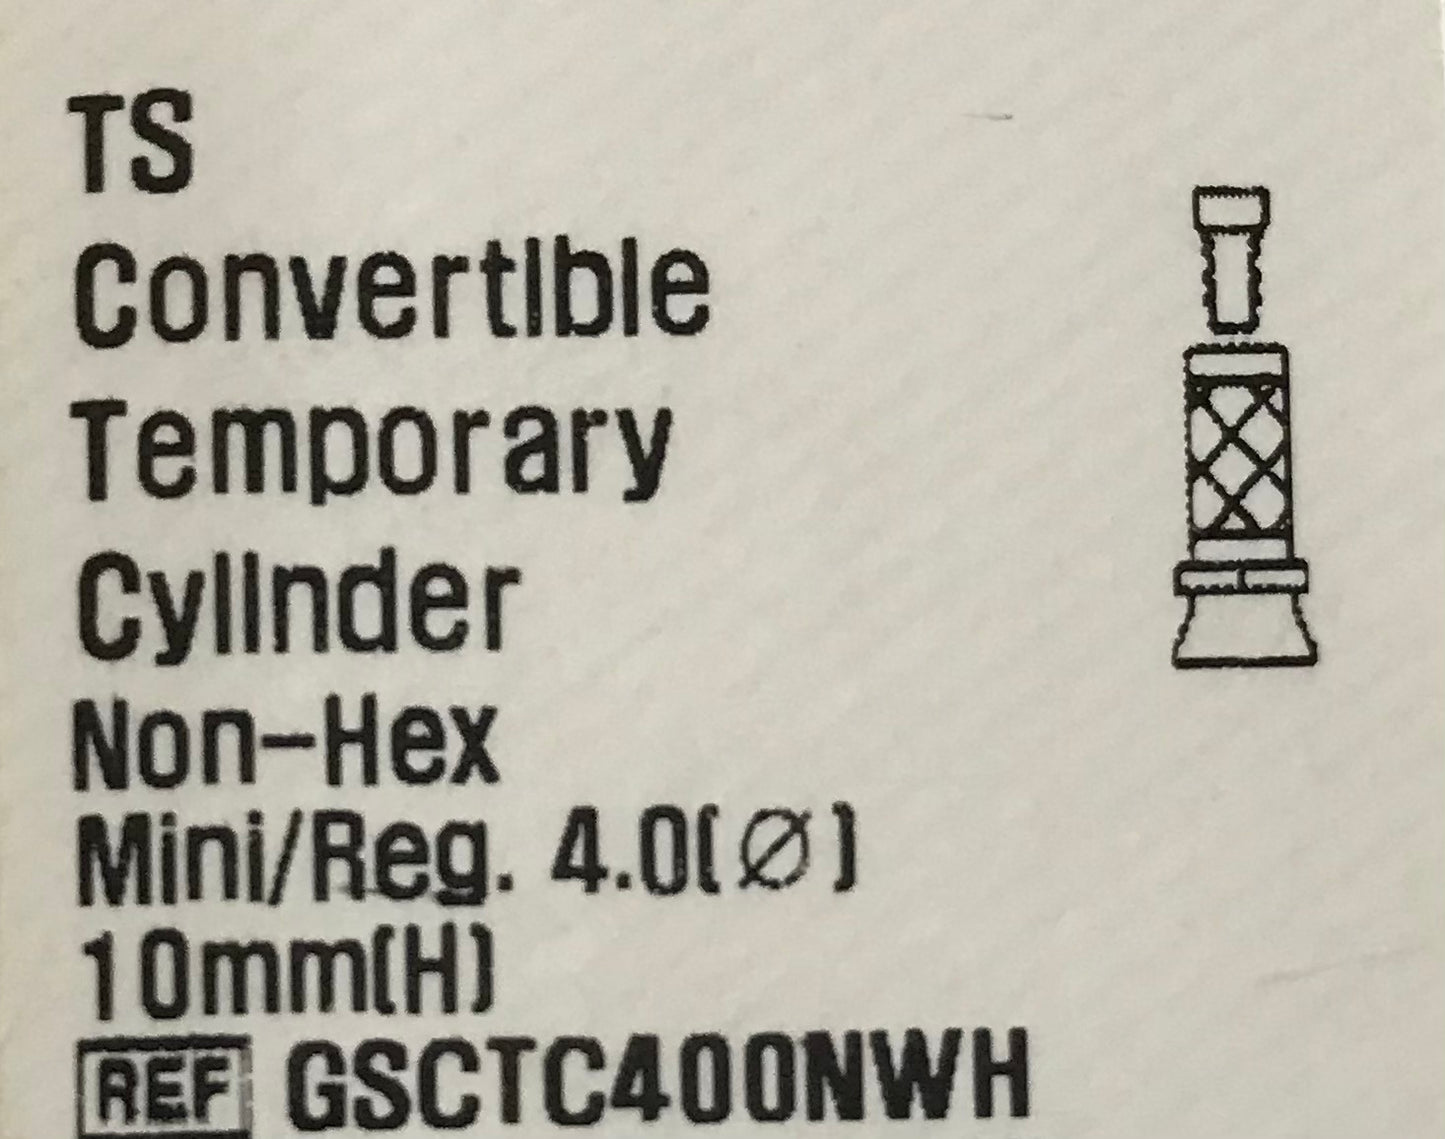 TS
Convertible
Temporary
Cylinder
Non-Hex
Mini/Reg. 4.0(Ø)
10mm(H)
REF GSCTC400NWH